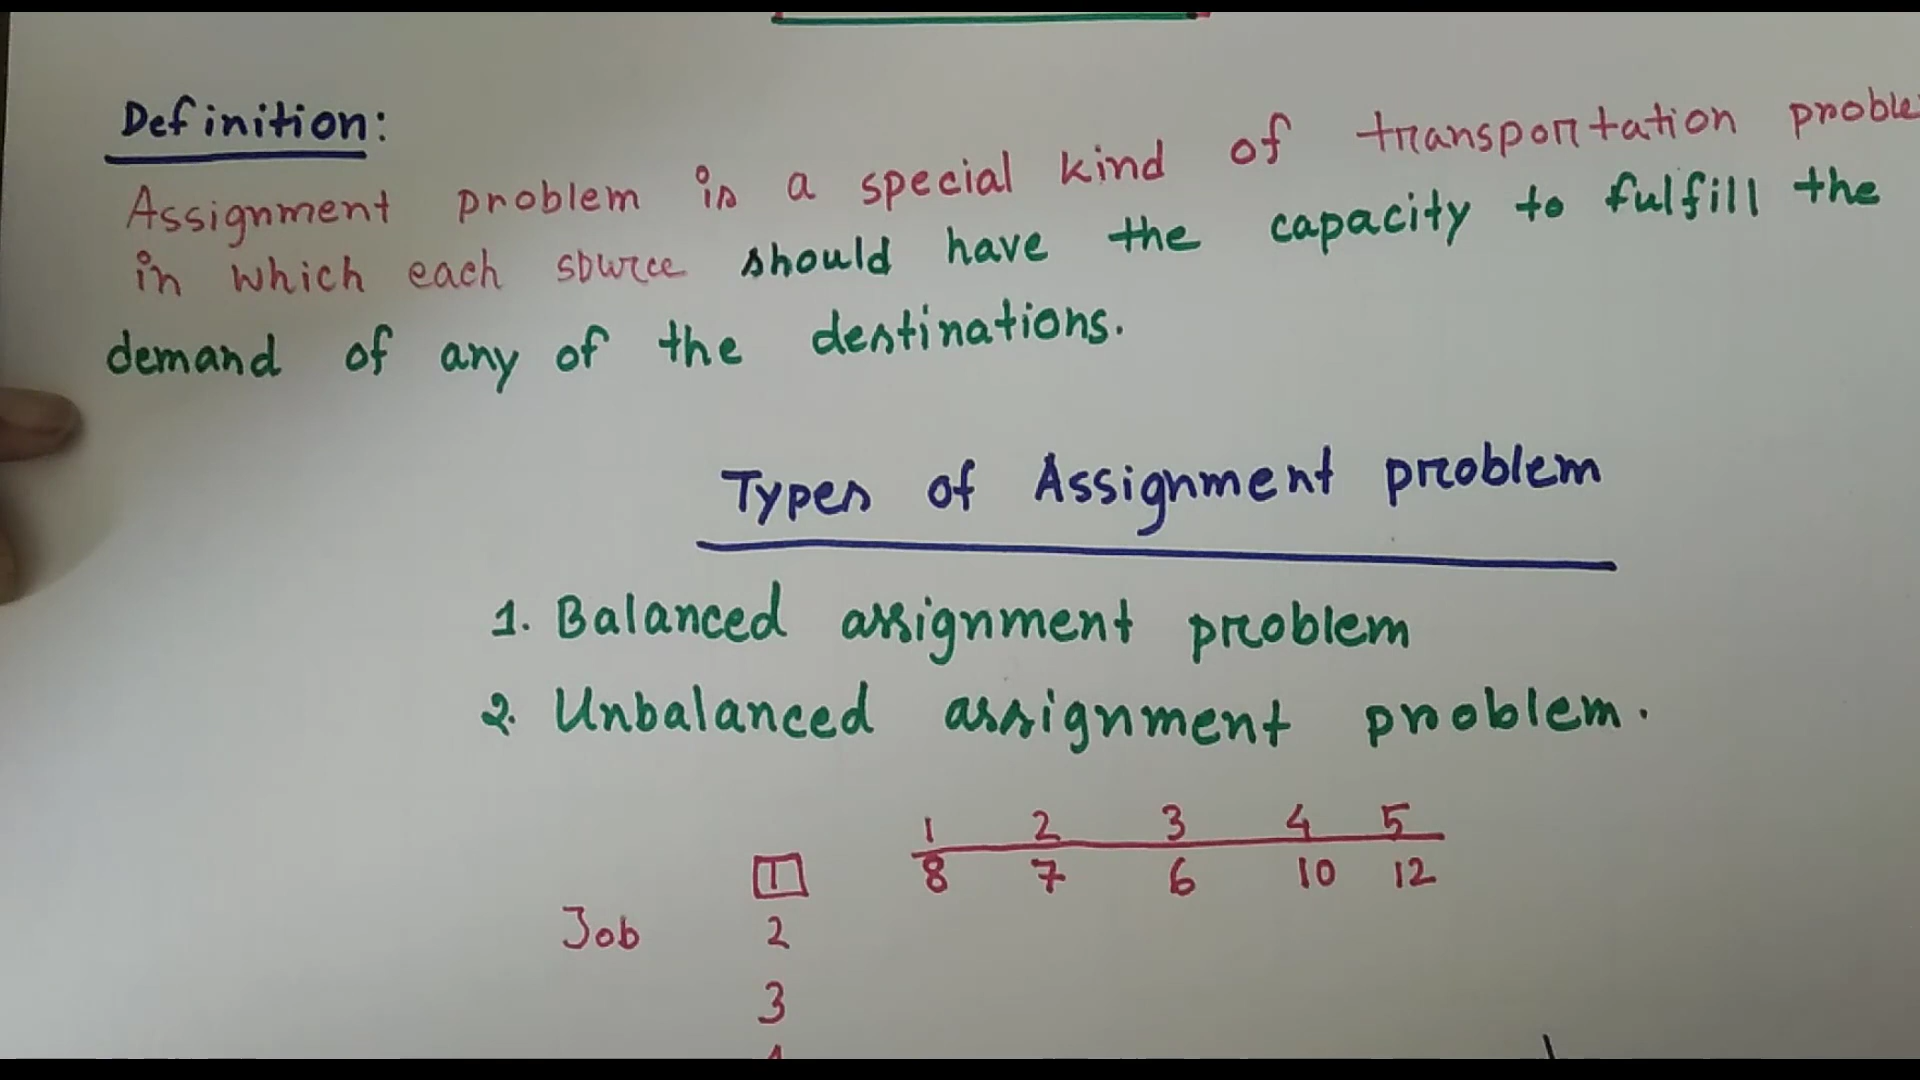 Definition:
Assignment problem is a special kind of transportation proble
in which each source should have the capacity to fulfill the
demand of any of the destinations.
Types of Assignment problem
1. Balanced assignment problem
2. Unbalanced assignment problem.
1 2 3 4 5
1 8 7 6 10 12
Job 2
3